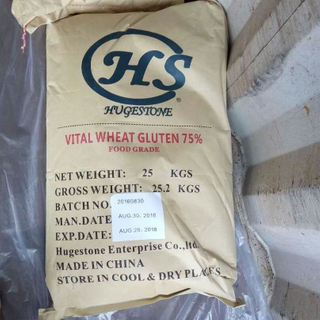 HS
HUGESTONE®
VITAL WHEAT GLUTEN 75%
FOOD GRADE
NET WEIGHT: 25 KGS
GROSS WEIGHT: 25.2 KGS
BATCH NO. 20160830
MAN.DATE AUG.30, 2016
EXP.DATE: AUG 29, 2018
Hugestone Enterprise Co., ltd.
MADE IN CHINA
STORE IN COOL & DRY PLACES